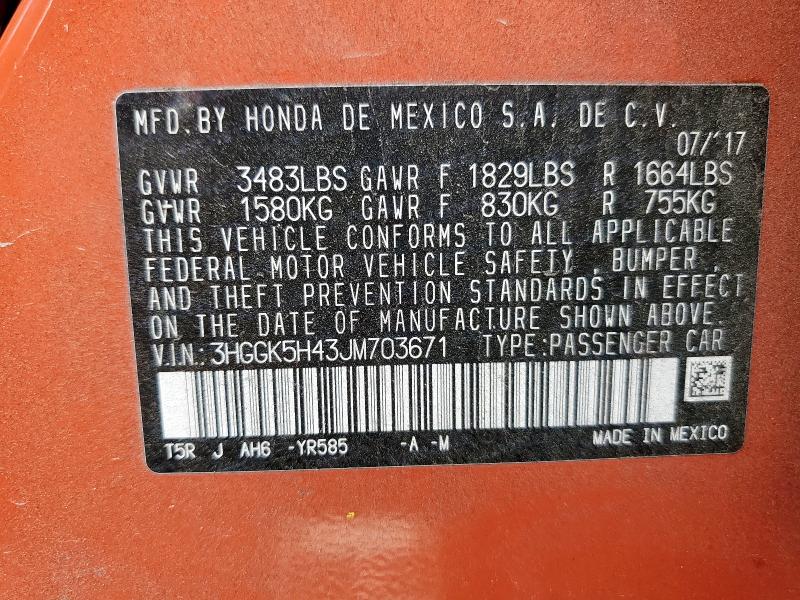 MFD. BY HONDA DE MEXICO S.A. DE C.V.
07/'17
GVWR 3483LBS GAWR F 1829LBS R 1664LBS
GVWR 1580KG GAWR F 830KG R 755KG
THIS VEHICLE CONFORMS TO ALL APPLICABLE
FEDERAL MOTOR VEHICLE SAFETY , BUMPER ,
AND THEFT PREVENTION STANDARDS IN EFFECT
ON THE DATE OF MANUFACTURE SHOWN ABOVE.
V.I.N: 3HGGK5H43JM703671 TYPE:PASSENGER CAR
T5R J AH6 -YR585 -A -M MADE IN MEXICO